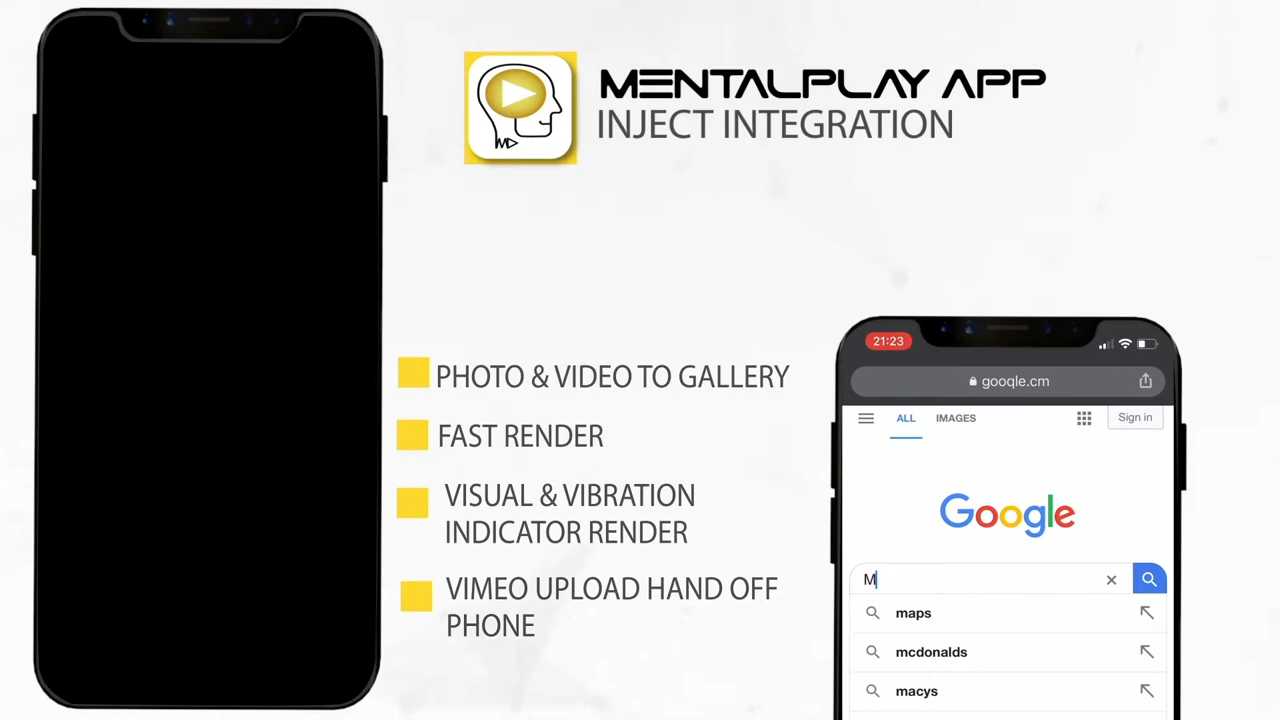 MENTALPLAY APP
INJECT INTEGRATION
PHOTO & VIDEO TO GALLERY
FAST RENDER
VISUAL & VIBRATION
INDICATOR RENDER
VIMEO UPLOAD HAND OFF
PHONE
21:23
gooqle.cm
ALL IMAGES Sign in
Google
M
maps
mcdonalds
macys